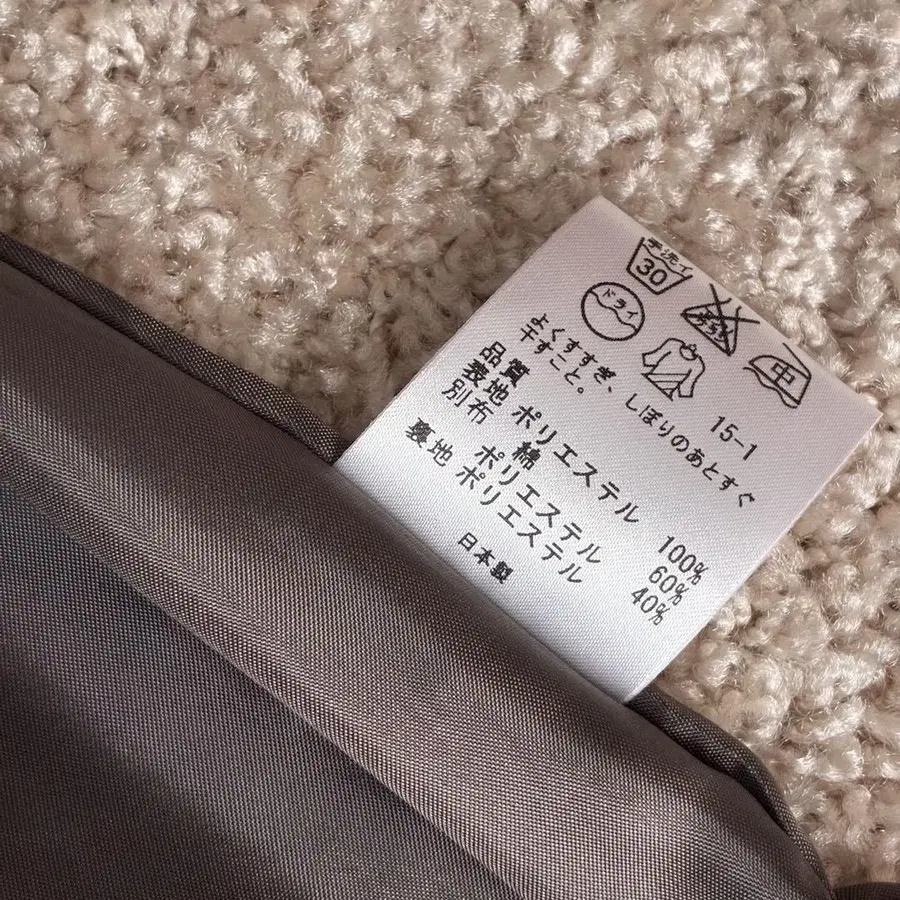 手洗イ
30
ドライ
中
15-1
よくすすぎ、しぼりのあとすぐ
干すこと。
品質
表地 ポリエステル 100%
別布 綿 60%
ポリエステル 40%
裏地 ポリエステル
日本製